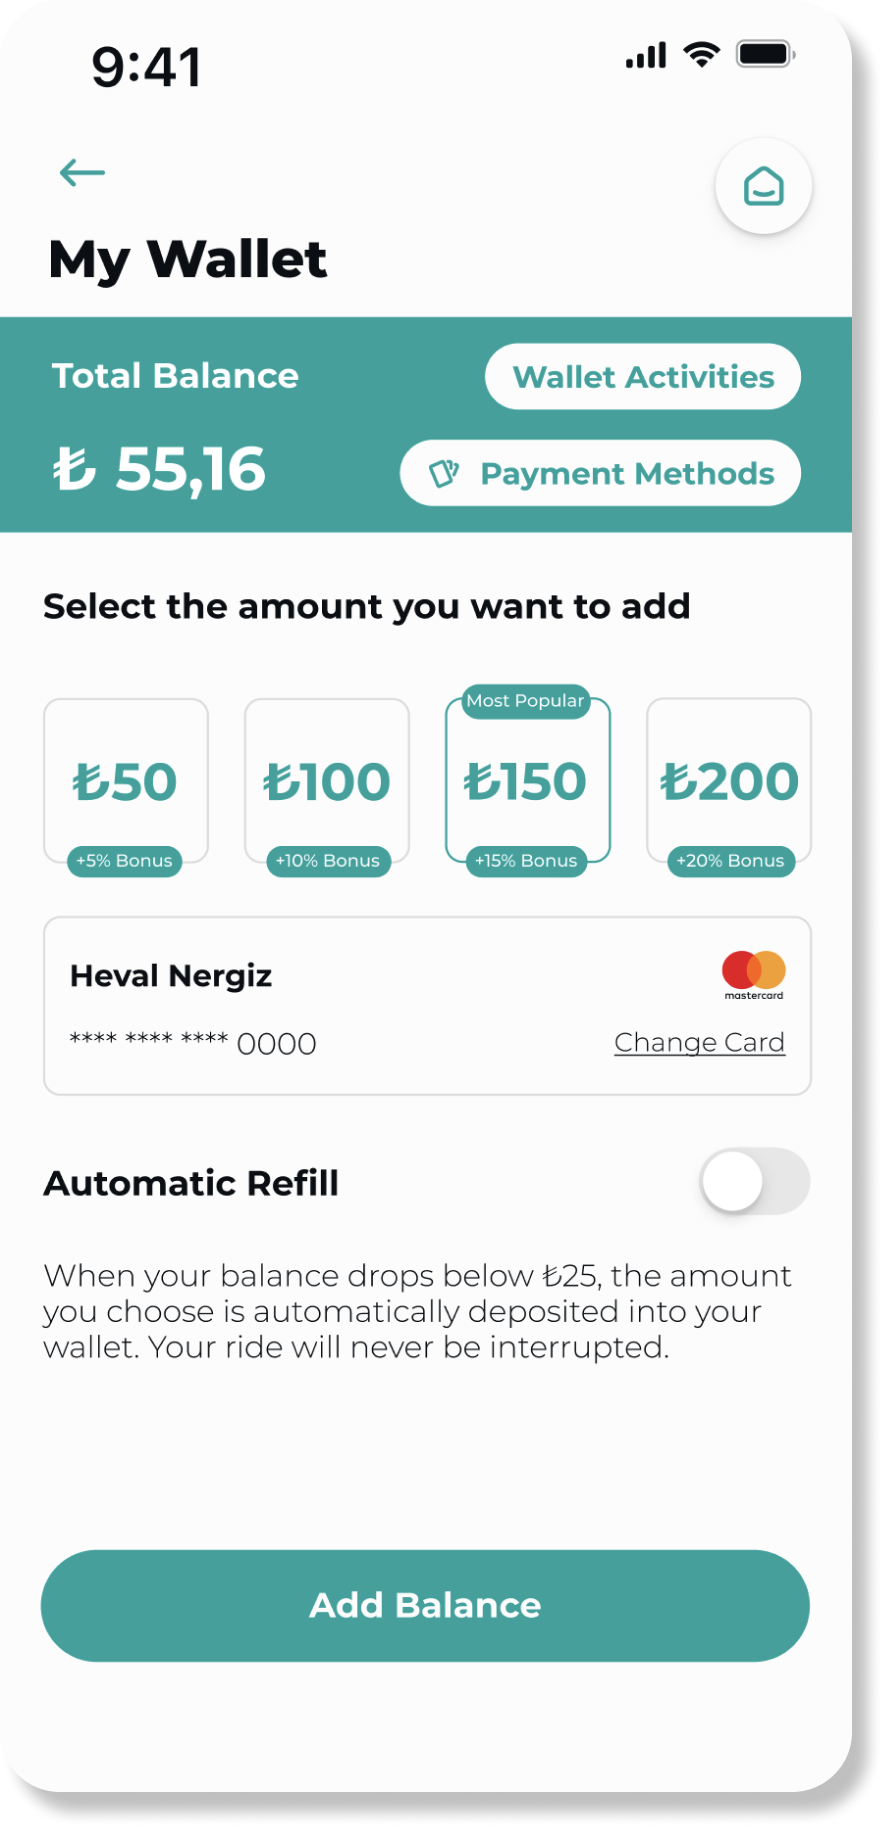 9:41
My Wallet
Total Balance
Wallet Activities
₺ 55,16
Payment Methods
Select the amount you want to add
Most Popular
₺50
₺100
₺150
₺200
+5% Bonus
+10% Bonus
+15% Bonus
+20% Bonus
Heval Nergiz
mastercard
**** **** **** 0000
Change Card
Automatic Refill
When your balance drops below ₺25, the amount
you choose is automatically deposited into your
wallet. Your ride will never be interrupted.
Add Balance